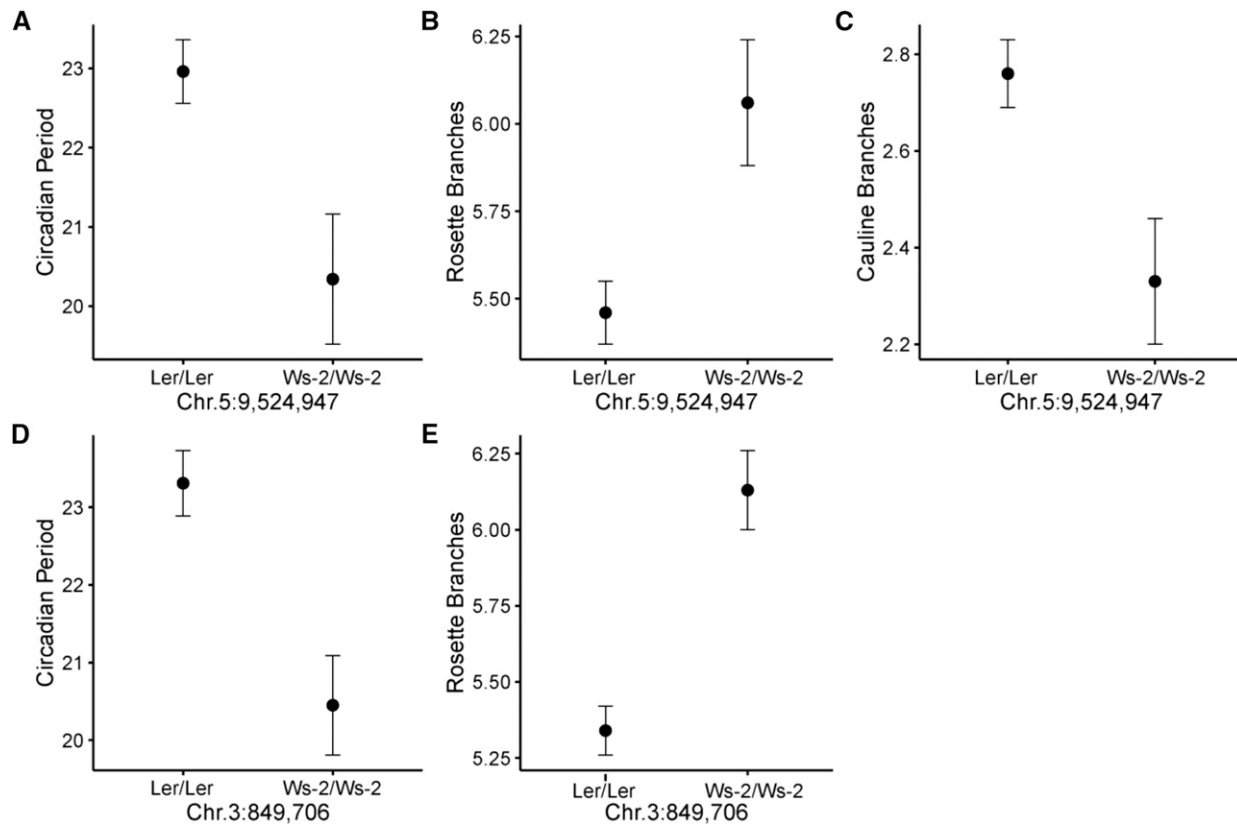 A
Circadian Period
23
22
21
20
Ler/Ler Ws-2/Ws-2
Chr.5:9,524,947
B
Rosette Branches
6.25
6.00
5.75
5.50
Ler/Ler Ws-2/Ws-2
Chr.5:9,524,947
C
Cauline Branches
2.8
2.6
2.4
2.2
Ler/Ler Ws-2/Ws-2
Chr.5:9,524,947
D
Circadian Period
23
22
21
20
Ler/Ler Ws-2/Ws-2
Chr.3:849,706
E
Rosette Branches
6.25
6.00
5.75
5.50
5.25
Ler/Ler Ws-2/Ws-2
Chr.3:849,706